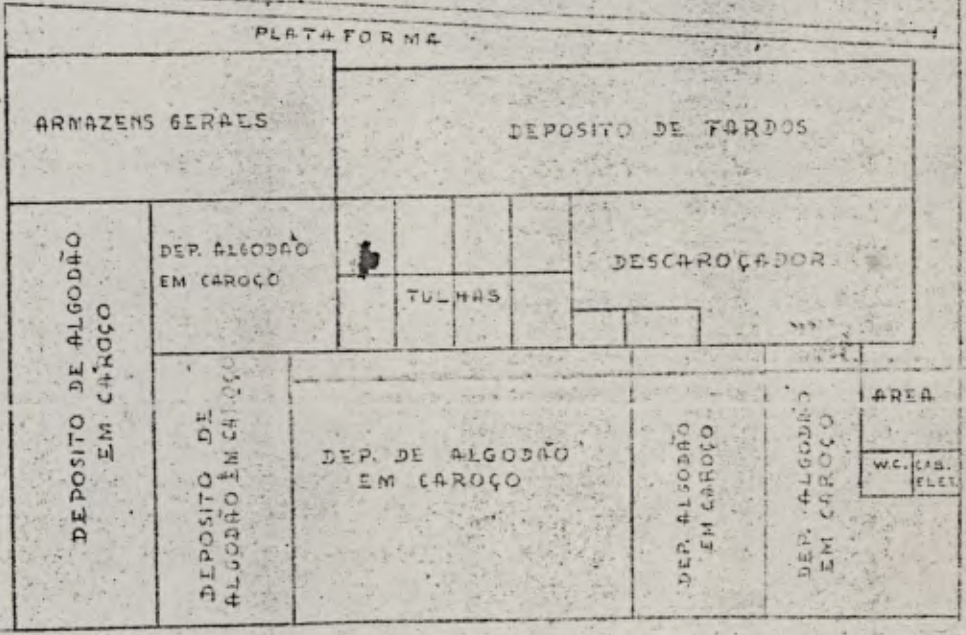 PLATAFORMA
ARMAZENS GERAES
DEPOSITO DE FARDOS
DEPOSITO DE ALGODÃO
EM CAROÇO
DEP. ALGODÃO
EM CAROÇO
TULHAS
DESCAROÇADOR
DEPOSITO DE
ALGODÃO EM CAROÇO
DEP. DE ALGODÃO
EM CAROÇO
DEP. ALGODÃO
EM CAROÇO
DEP. ALGODÃO
EM CAROÇO
AREA
W.C.
CAB.
ELET.